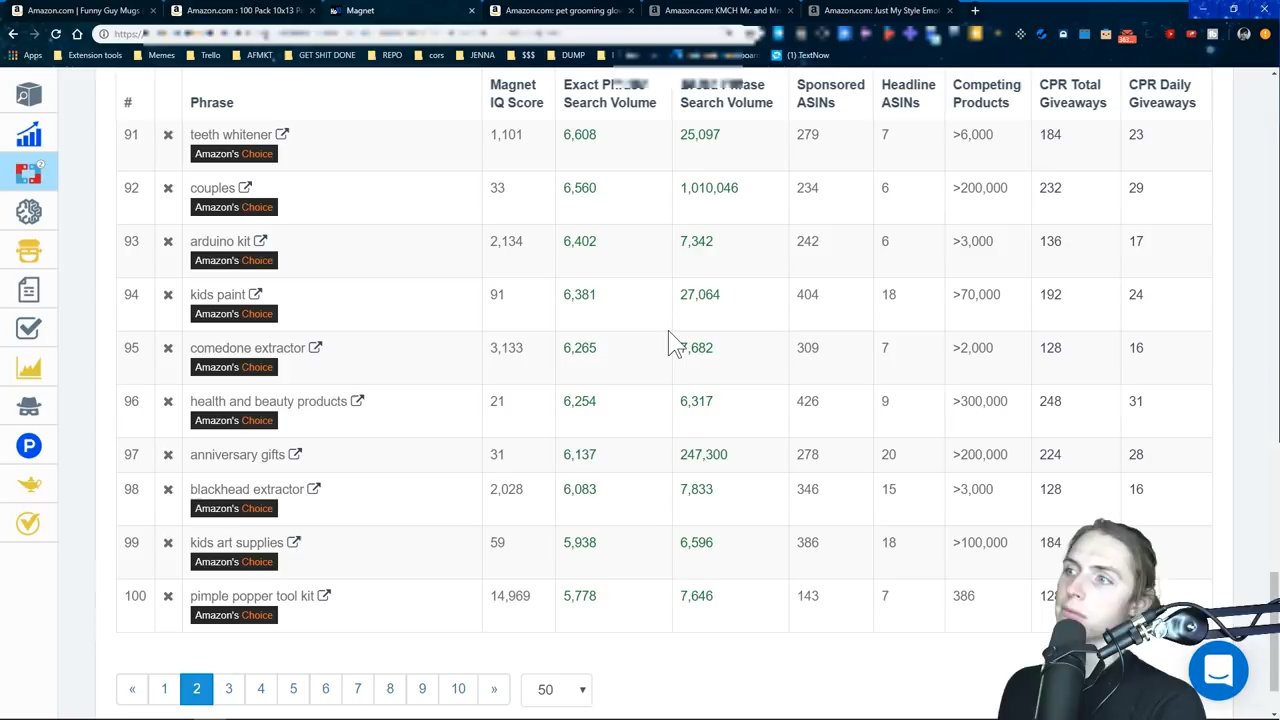 Amazon.com | Funny Guy Mugs
Amazon.com : 100 Pack 10x13 P
Magnet
Amazon.com: pet grooming glo
Amazon.com: KMCH Mr. and M
Amazon.com: Just My Style Emo
https:/
Apps
Extension tools
Memes
Trello
AFMKT
GET SHIT DONE
REPO
cors
JENNA
$$$
DUMP
(1) TextNow
#
Phrase
Magnet IQ Score
Exact
Search Volume
Search Volume
Sponsored ASINs
Headline ASINs
Competing Products
CPR Total Giveaways
CPR Daily Giveaways
91 teeth whitener 1,101 6,608 25,097 279 7 >6,000 184 23
Amazon's Choice
92 couples 33 6,560 1,010,046 234 6 >200,000 232 29
Amazon's Choice
93 arduino kit 2,134 6,402 7,342 242 6 >3,000 136 17
Amazon's Choice
94 kids paint 91 6,381 27,064 404 18 >70,000 192 24
Amazon's Choice
95 comedone extractor 3,133 6,265 7,682 309 7 >2,000 128 16
Amazon's Choice
96 health and beauty products 21 6,254 6,317 426 9 >300,000 248 31
Amazon's Choice
97 anniversary gifts 31 6,137 247,300 278 20 >200,000 224 28
98 blackhead extractor 2,028 6,083 7,833 346 15 >3,000 128 16
Amazon's Choice
99 kids art supplies 59 5,938 6,596 386 18 >100,000 184
Amazon's Choice
100 pimple popper tool kit 14,969 5,778 7,646 143 7 386
Amazon's Choice
« 1 2 3 4 5 6 7 8 9 10 » 50
P